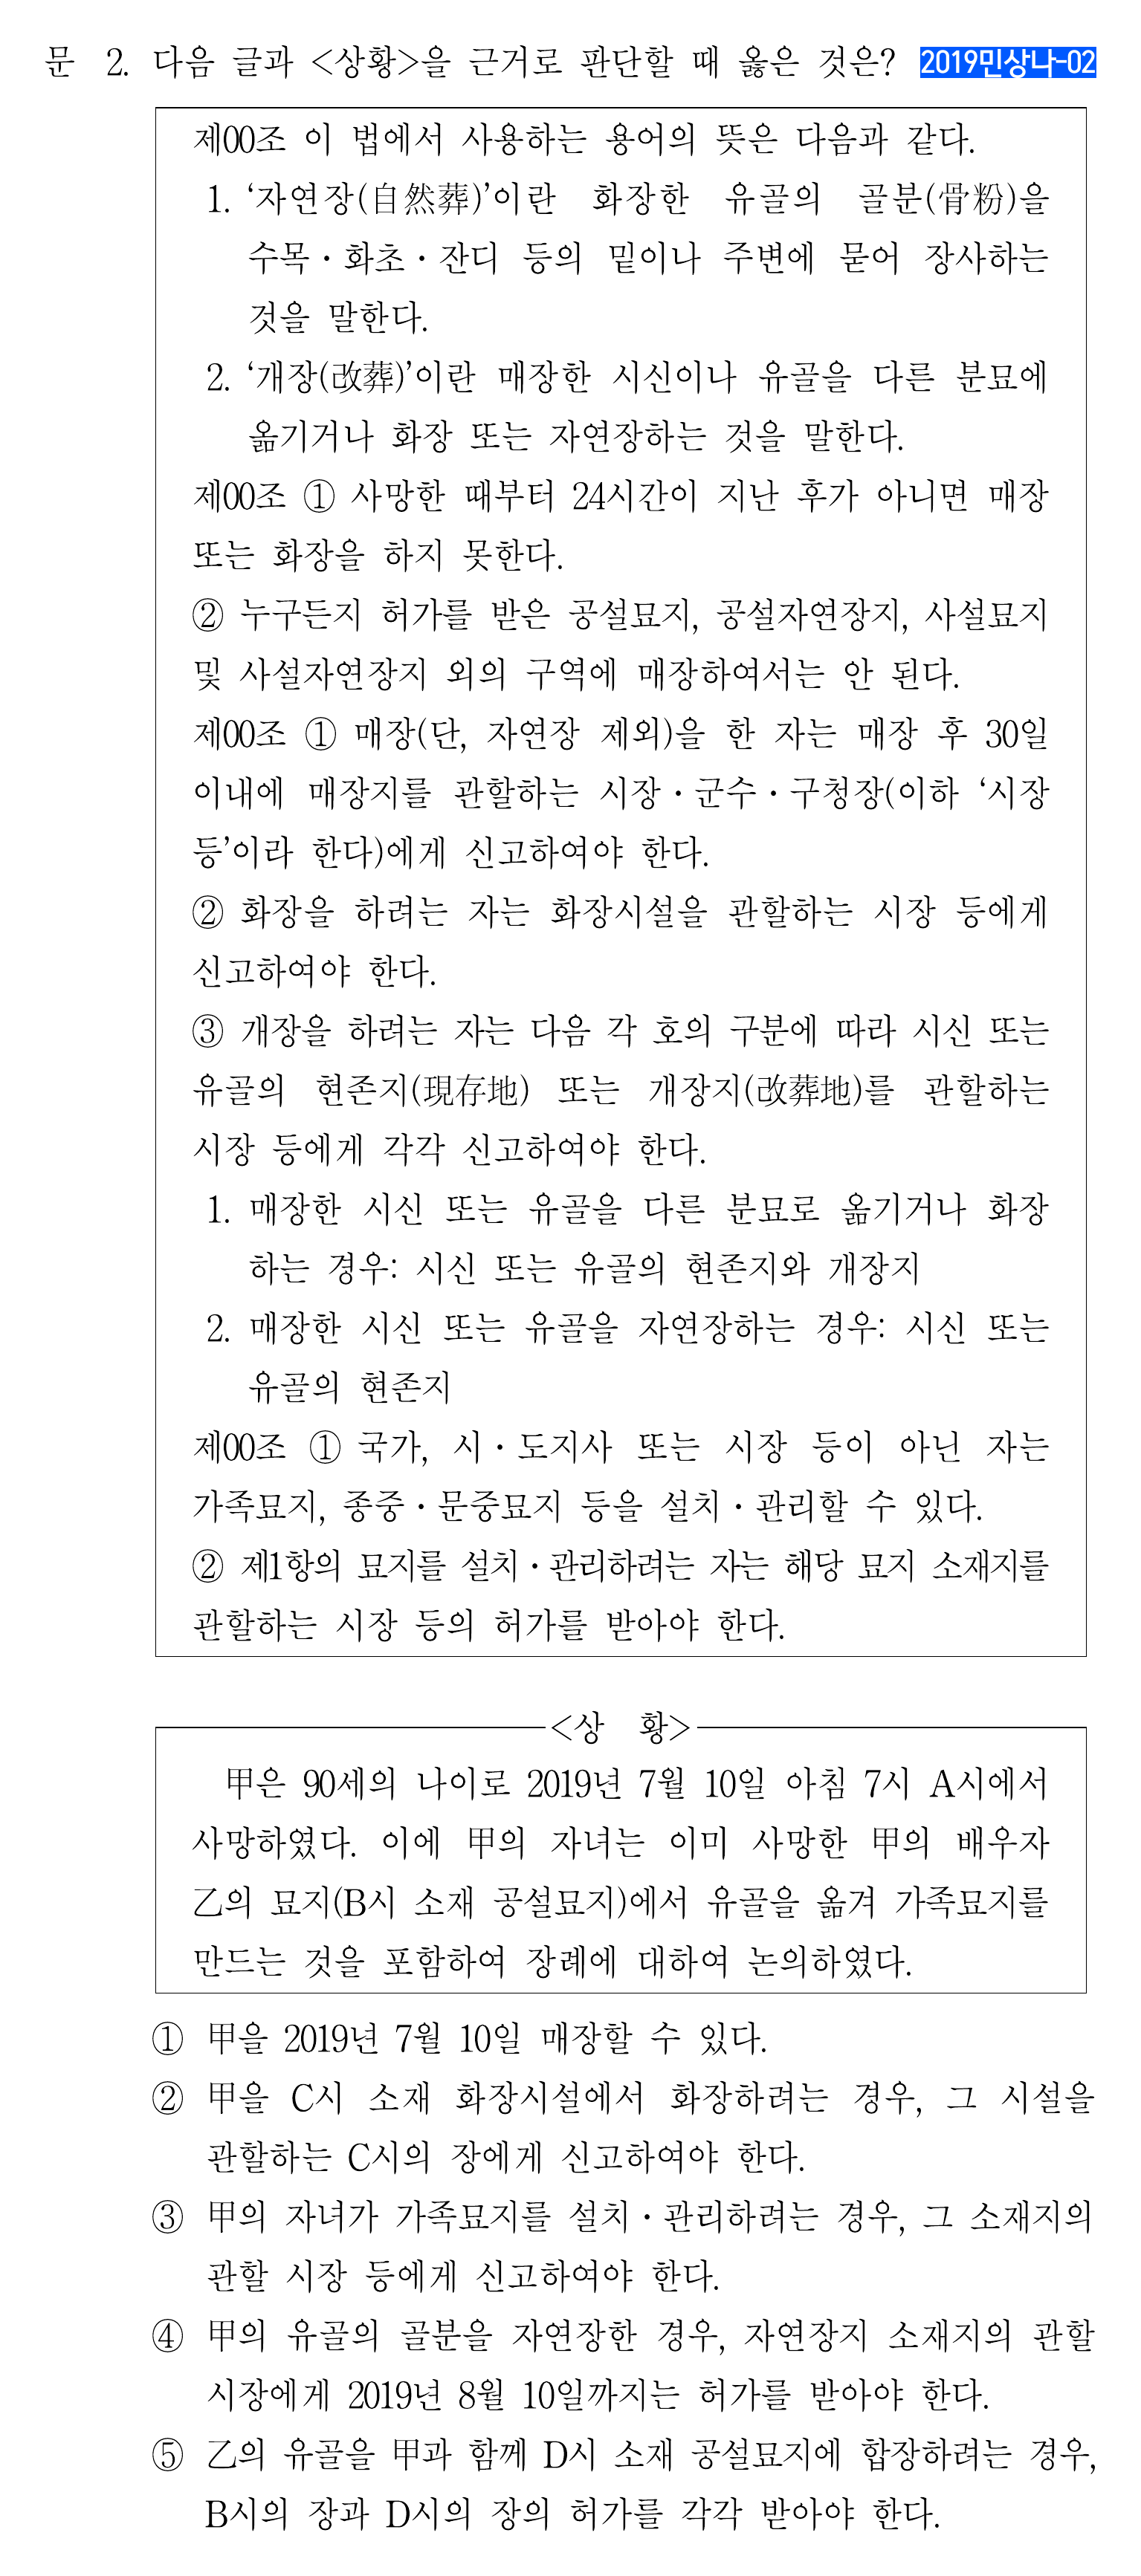 문 2. 다음 글과 <상황>을 근거로 판단할 때 옳은 것은? 2019민상나-02
제00조 이 법에서 사용하는 용어의 뜻은 다음과 같다.
1. ‘자연장(自然葬)’이란 화장한 유골의 골분(骨粉)을
수목·화초·잔디 등의 밑이나 주변에 묻어 장사하는
것을 말한다.
2. ‘개장(改葬)’이란 매장한 시신이나 유골을 다른 분묘에
옮기거나 화장 또는 자연장하는 것을 말한다.
제00조 ① 사망한 때부터 24시간이 지난 후가 아니면 매장
또는 화장을 하지 못한다.
② 누구든지 허가를 받은 공설묘지, 공설자연장지, 사설묘지
및 사설자연장지 외의 구역에 매장하여서는 안 된다.
제00조 ① 매장(단, 자연장 제외)을 한 자는 매장 후 30일
이내에 매장지를 관할하는 시장·군수·구청장(이하 ‘시장
등’이라 한다)에게 신고하여야 한다.
② 화장을 하려는 자는 화장시설을 관할하는 시장 등에게
신고하여야 한다.
③ 개장을 하려는 자는 다음 각 호의 구분에 따라 시신 또는
유골의 현존지(現存地) 또는 개장지(改葬地)를 관할하는
시장 등에게 각각 신고하여야 한다.
1. 매장한 시신 또는 유골을 다른 분묘로 옮기거나 화장
하는 경우: 시신 또는 유골의 현존지와 개장지
2. 매장한 시신 또는 유골을 자연장하는 경우: 시신 또는
유골의 현존지
제00조 ① 국가, 시·도지사 또는 시장 등이 아닌 자는
가족묘지, 종중·문중묘지 등을 설치·관리할 수 있다.
② 제1항의 묘지를 설치·관리하려는 자는 해당 묘지 소재지를
관할하는 시장 등의 허가를 받아야 한다.
<상 황>
甲은 90세의 나이로 2019년 7월 10일 아침 7시 A시에서
사망하였다. 이에 甲의 자녀는 이미 사망한 甲의 배우자
乙의 묘지(B시 소재 공설묘지)에서 유골을 옮겨 가족묘지를
만드는 것을 포함하여 장례에 대하여 논의하였다.
① 甲을 2019년 7월 10일 매장할 수 있다.
② 甲을 C시 소재 화장시설에서 화장하려는 경우, 그 시설을
관할하는 C시의 장에게 신고하여야 한다.
③ 甲의 자녀가 가족묘지를 설치·관리하려는 경우, 그 소재지의
관할 시장 등에게 신고하여야 한다.
④ 甲의 유골의 골분을 자연장한 경우, 자연장지 소재지의 관할
시장에게 2019년 8월 10일까지는 허가를 받아야 한다.
⑤ 乙의 유골을 甲과 함께 D시 소재 공설묘지에 합장하려는 경우,
B시의 장과 D시의 장의 허가를 각각 받아야 한다.